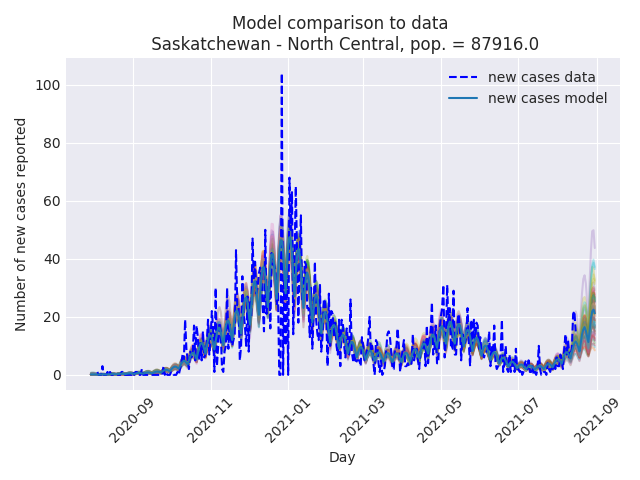 Model comparison to data
Saskatchewan - North Central, pop. = 87916.0
new cases data
new cases model
Number of new cases reported
100
80
60
40
20
0
2020-09
2020-11
2021-01
2021-03
2021-05
2021-07
2021-09
Day